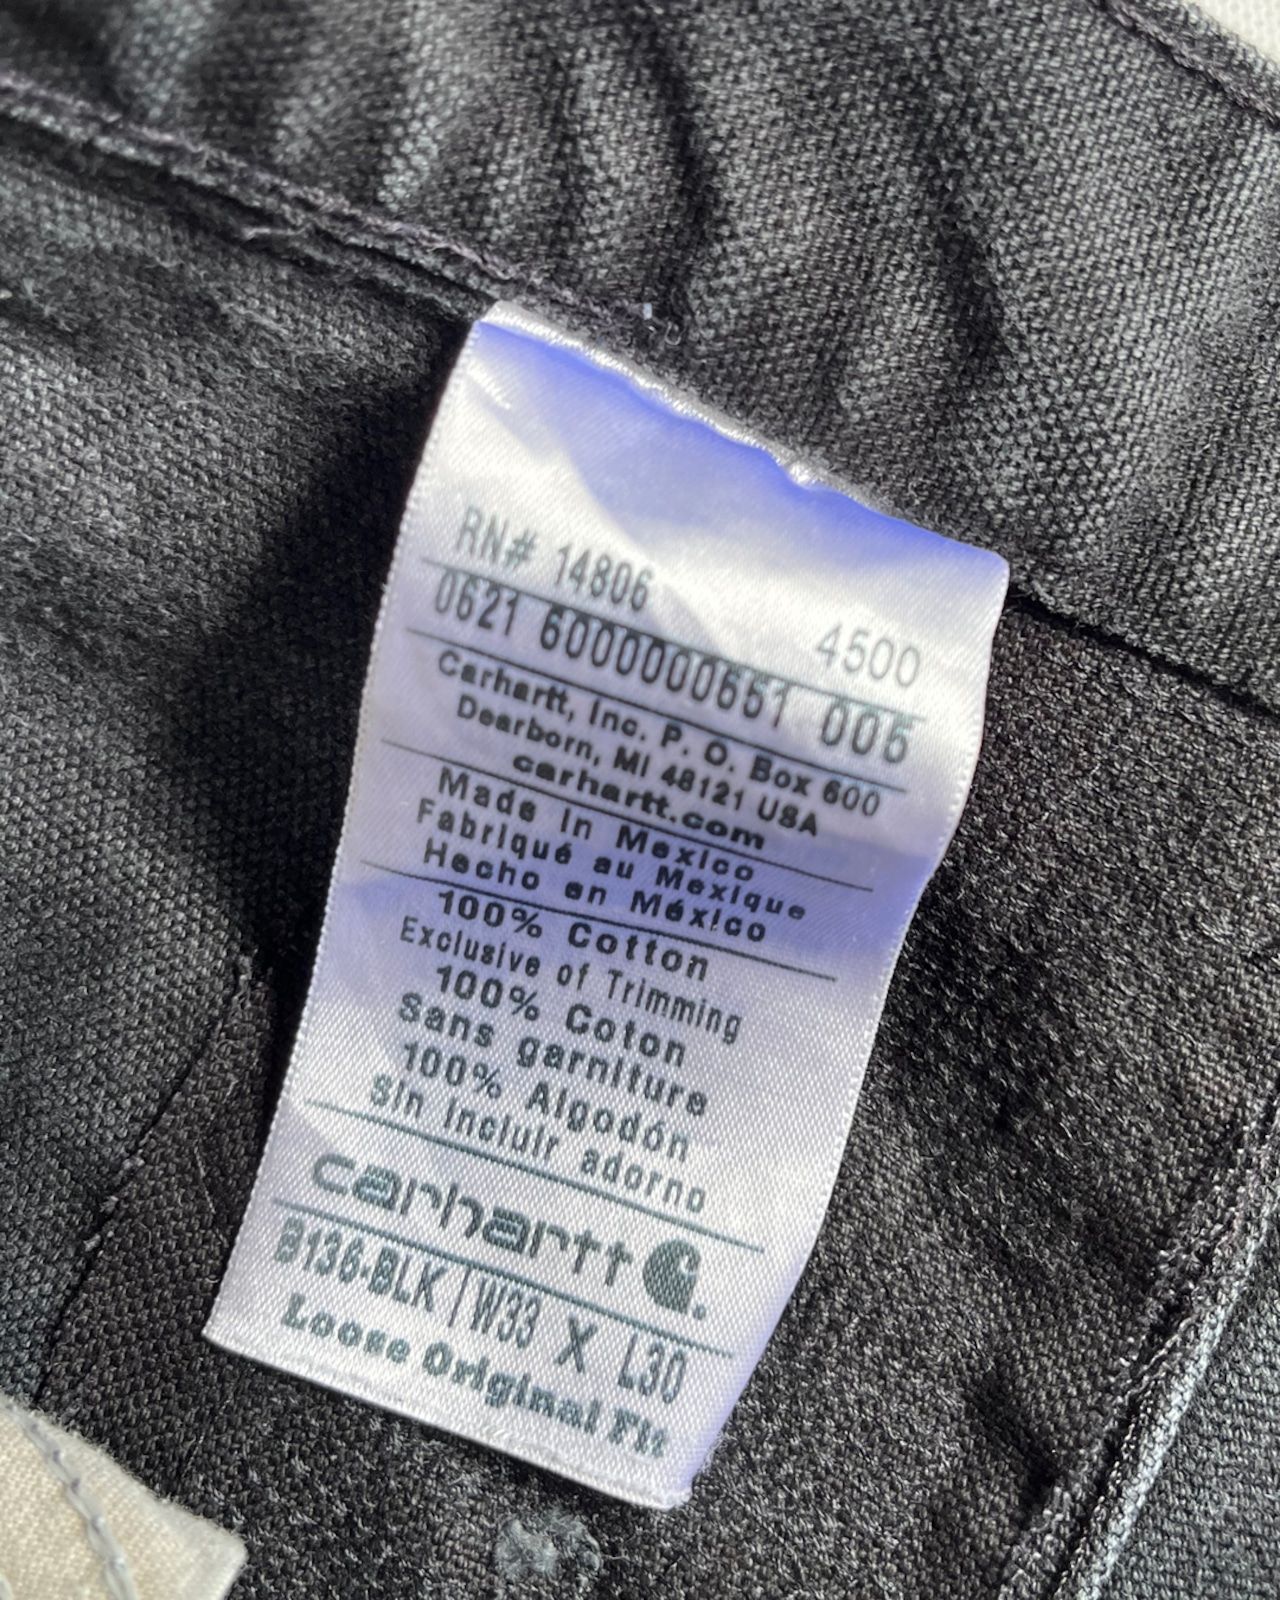 RN# 14806 4500
0621 6000000651 005
Carhartt, Inc. P. O. Box 600
Dearborn, MI 48121 USA
carhartt.com
Made in Mexico
Fabriqué au Mexique
Hecho en México
100% Cotton
Exclusive of Trimming
100% Coton
Sans garniture
100% Algodón
Sin incluir adorno
carhartt
B136-BLK | W33 X L30
Loose Original Fit